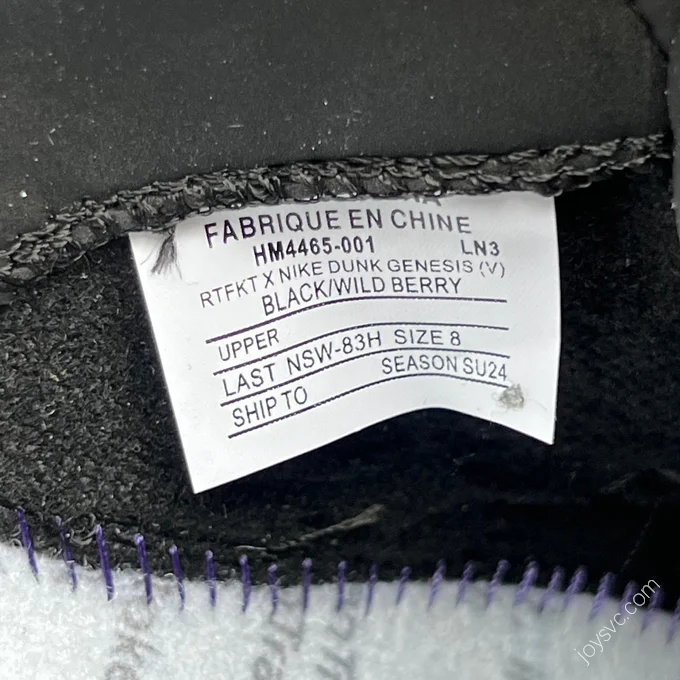 FABRIQUE EN CHINE
HM4465-001 LN3
RTFKT X NIKE DUNK GENESIS (V)
BLACK/WILD BERRY
UPPER
LAST NSW-83H SIZE 8
SHIP TO SEASON SU24
joysvc.com